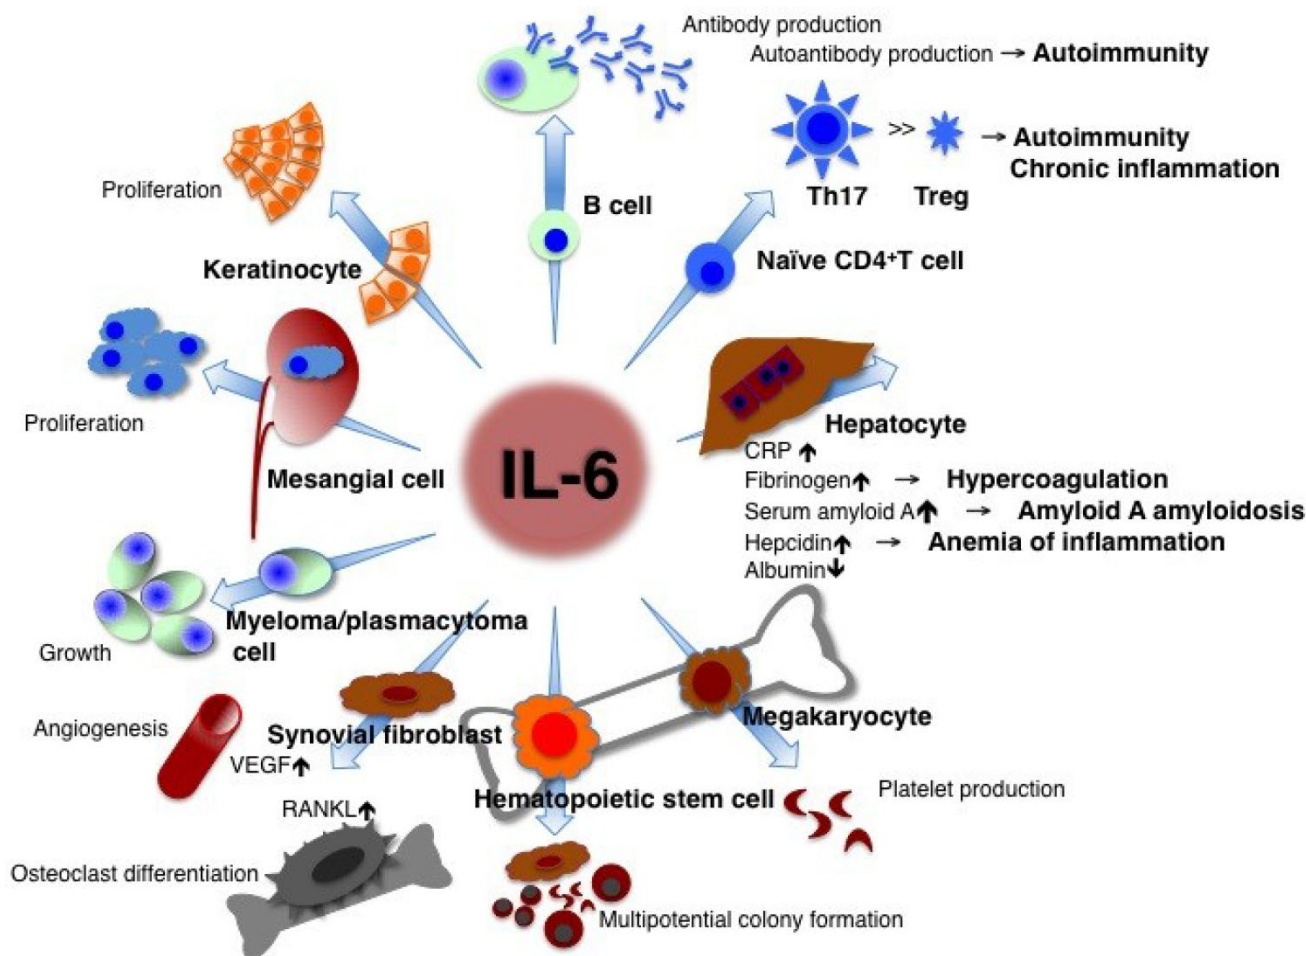 Antibody production
Autoantibody production → Autoimmunity
>> → Autoimmunity
Chronic inflammation
Th17 Treg
Proliferation
B cell
Keratinocyte
Naïve CD4+T cell
Proliferation
Mesangial cell
IL-6
Hepatocyte
CRP ↑
Fibrinogen↑ → Hypercoagulation
Serum amyloid A↑ → Amyloid A amyloidosis
Hepcidin↑ → Anemia of inflammation
Albumin↓
Myeloma/plasmacytoma
cell
Growth
Angiogenesis
Synovial fibroblast
VEGF↑
RANKL↑
Osteoclast differentiation
Megakaryocyte
Hematopoietic stem cell
Platelet production
Multipotential colony formation